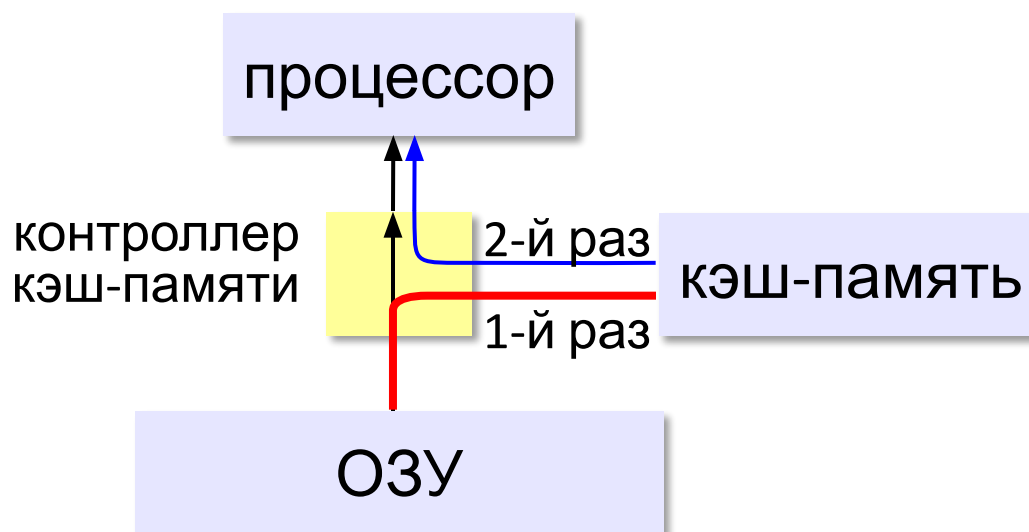 процессор
контроллер
кэш-памяти
2-й раз
кэш-память
1-й раз
ОЗУ